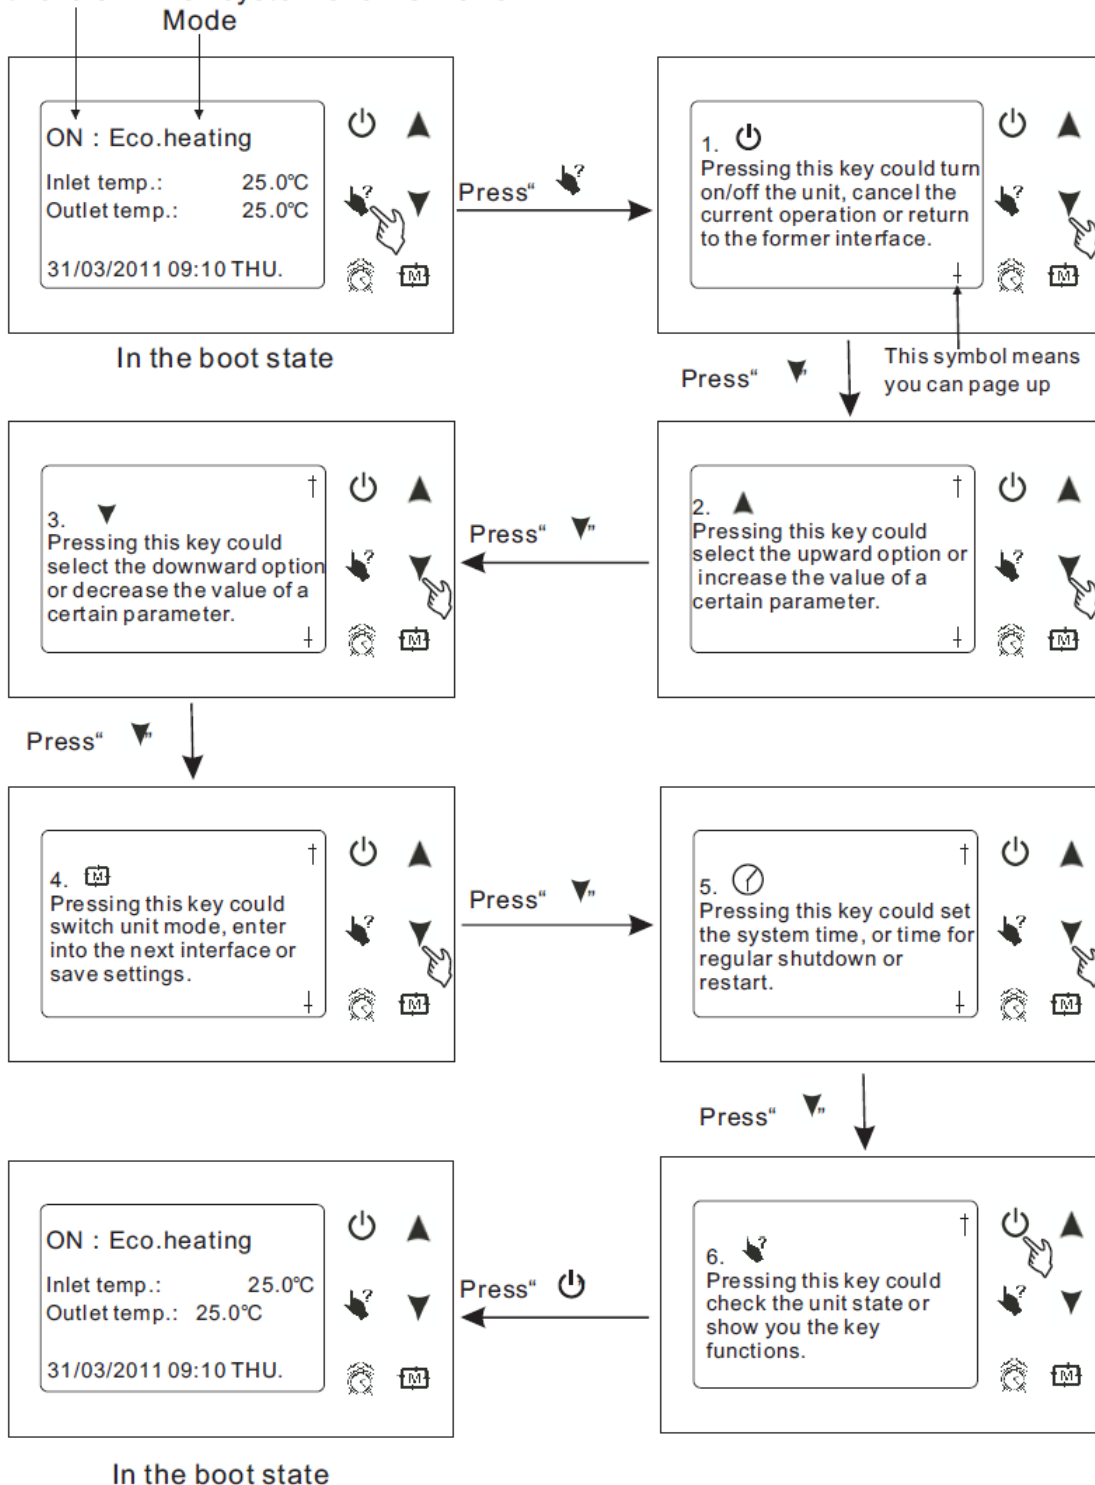 Mode
ON : Eco.heating
Inlet temp.: 25.0℃
Outlet temp.: 25.0℃
31/03/2011 09:10 THU.
In the boot state
Press“
1.
Pressing this key could turn
on/off the unit, cancel the
current operation or return
to the former interface.
This symbol means
you can page up
Press“ ”
2.
Pressing this key could
select the upward option or
increase the value of a
certain parameter.
Press“ ”
3.
Pressing this key could
select the downward option
or decrease the value of a
certain parameter.
Press“ ”
4. M
Pressing this key could
switch unit mode, enter
into the next interface or
save settings.
Press“ ”
5.
Pressing this key could set
the system time, or time for
regular shutdown or
restart.
Press“ ”
6. ?
Pressing this key could
check the unit state or
show you the key
functions.
Press“
ON : Eco.heating
Inlet temp.: 25.0℃
Outlet temp.: 25.0℃
31/03/2011 09:10 THU.
In the boot state